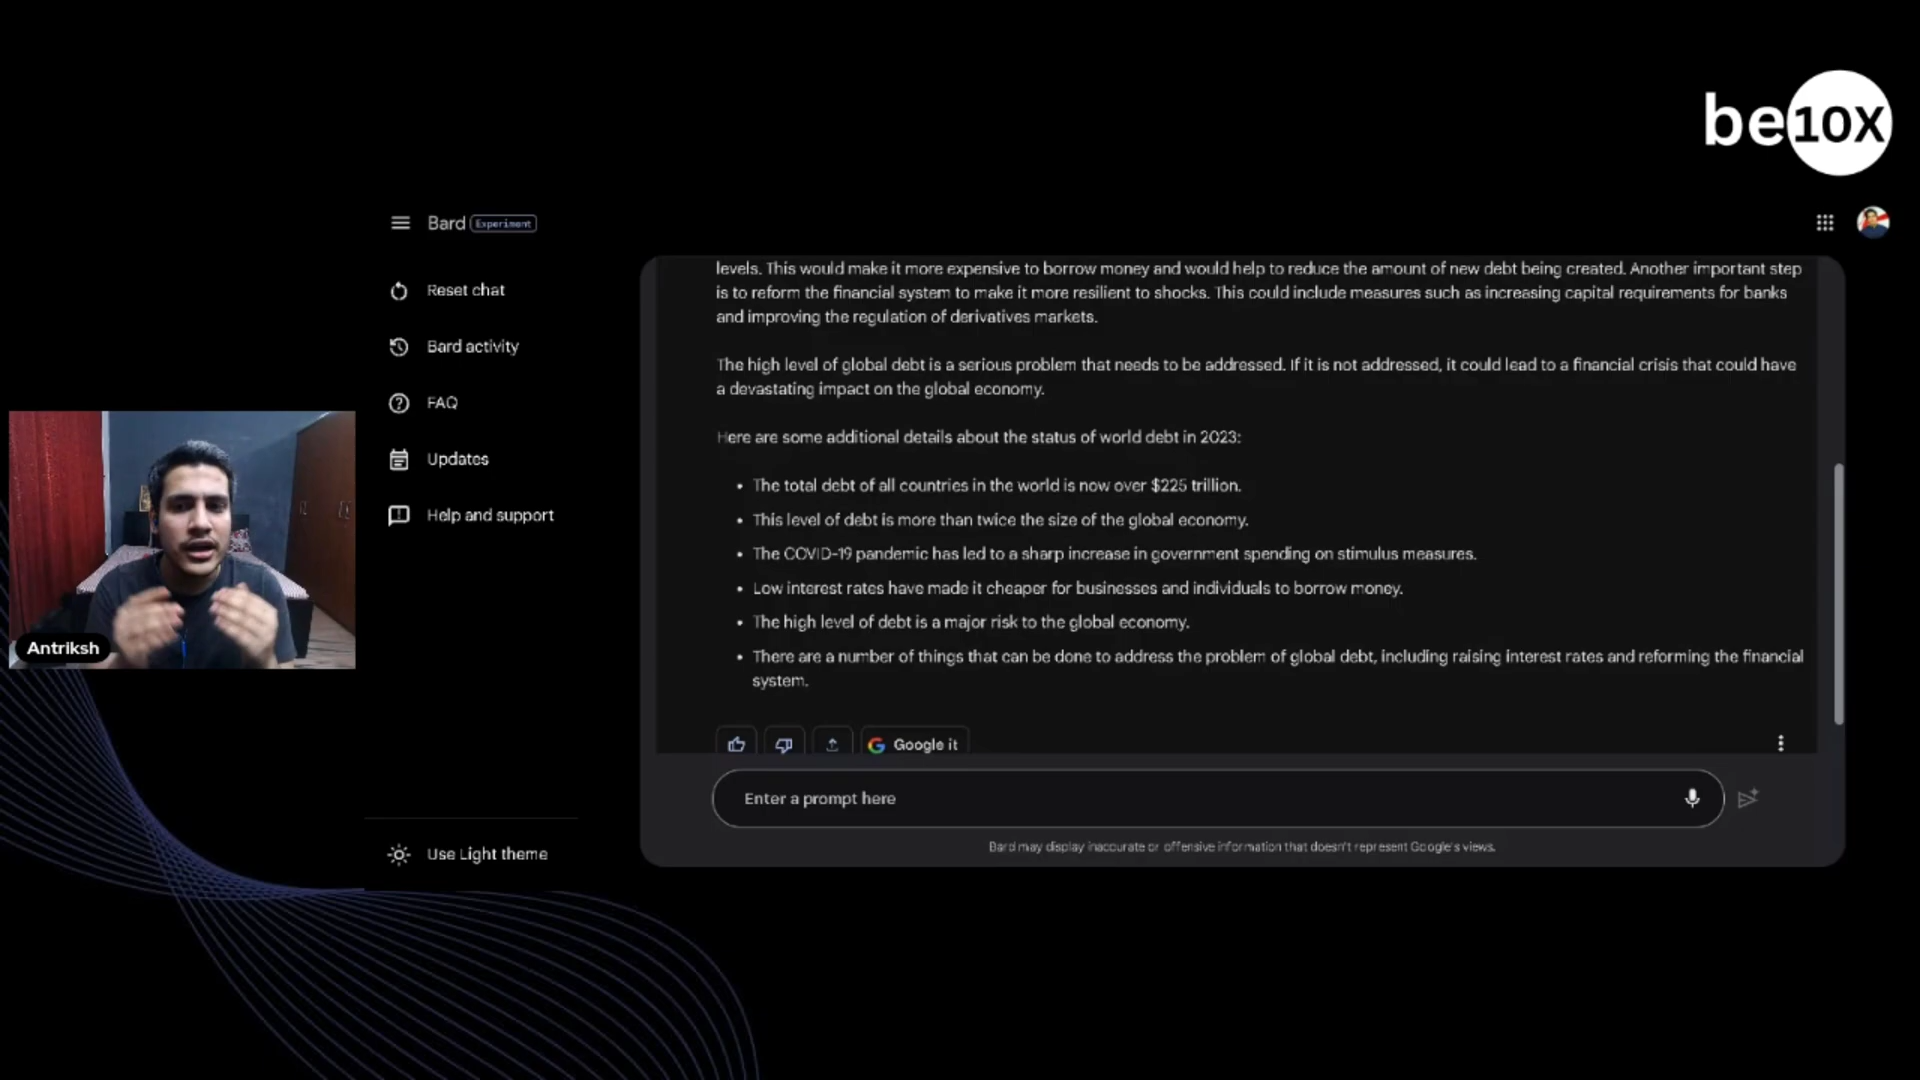 be10X
Bard Experiment
Reset chat
Bard activity
FAQ
Updates
Help and support
Use Light theme
Antriksh
levels. This would make it more expensive to borrow money and would help to reduce the amount of new debt being created. Another important step
is to reform the financial system to make it more resilient to shocks. This could include measures such as increasing capital requirements for banks
and improving the regulation of derivatives markets.
The high level of global debt is a serious problem that needs to be addressed. If it is not addressed, it could lead to a financial crisis that could have
a devastating impact on the global economy.
Here are some additional details about the status of world debt in 2023:
• The total debt of all countries in the world is now over $225 trillion.
• This level of debt is more than twice the size of the global economy.
• The COVID-19 pandemic has led to a sharp increase in government spending on stimulus measures.
• Low interest rates have made it cheaper for businesses and individuals to borrow money.
• The high level of debt is a major risk to the global economy.
• There are a number of things that can be done to address the problem of global debt, including raising interest rates and reforming the financial
system.
Google it
Enter a prompt here
Bard may display inaccurate or offensive information that doesn't represent Google's views.